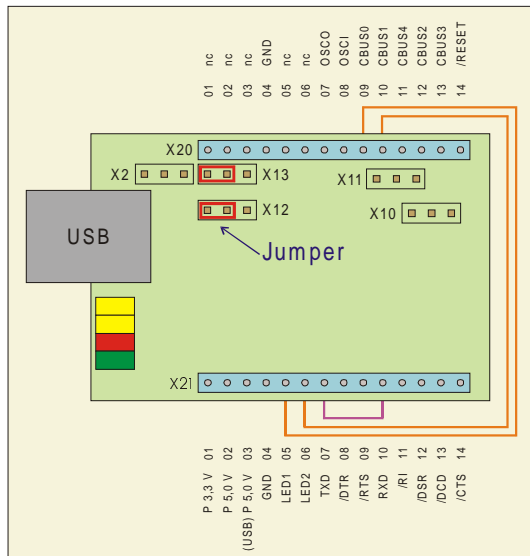 01 nc
02 nc
03 nc
04 GND
05 nc
06 nc
07 OSCO
08 OSCI
09 CBUS0
10 CBUS1
11 CBUS4
12 CBUS2
13 CBUS3
14 /RESET
X20
X2
X13
X11
X12
X10
USB
Jumper
X21
P 3,3 V 01
P 5,0 V 02
(USB) P 5,0 V 03
GND 04
LED1 05
LED2 06
TXD 07
/DTR 08
/RTS 09
RXD 10
/RI 11
/DSR 12
/DCD 13
/CTS 14